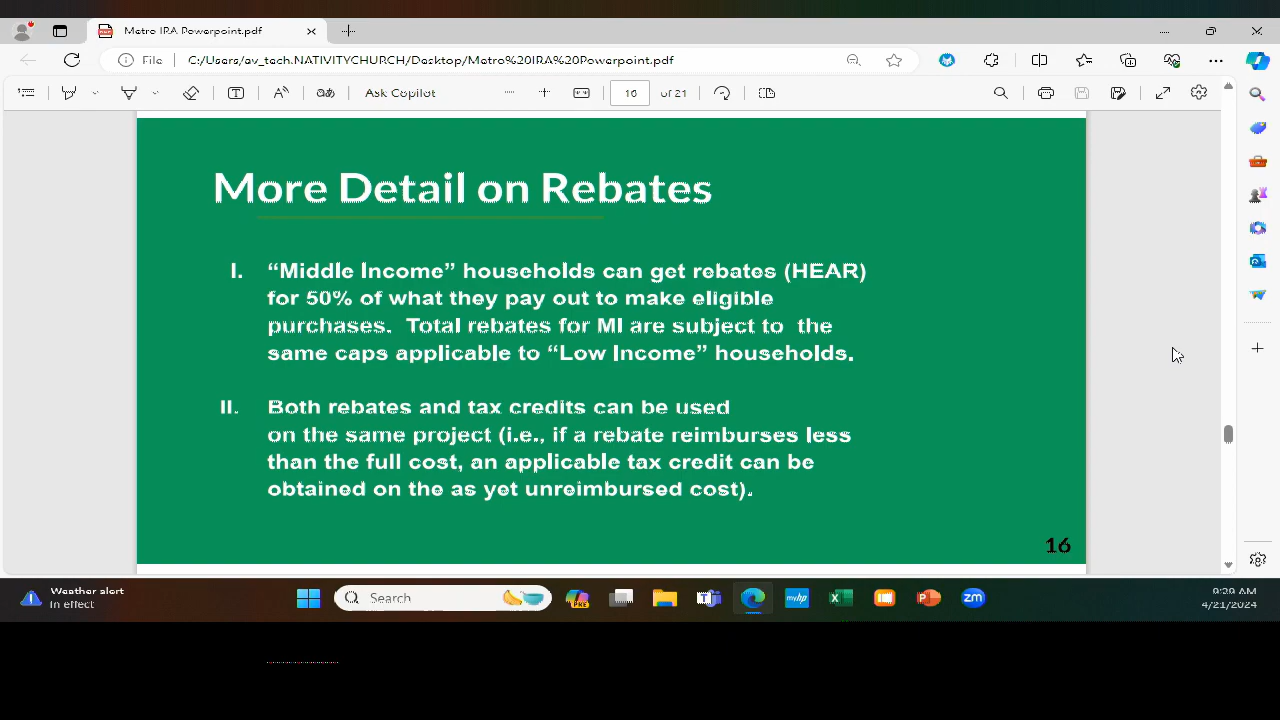 Metro IRA Powerpoint.pdf
File
C:/Users/av_tech.NATIVITYCHURCH/Desktop/Metro%20IRA%20Powerpoint.pdf
Ask Copilot
16 of 21
More Detail on Rebates
I. “Middle Income” households can get rebates (HEAR)
for 50% of what they pay out to make eligible
purchases. Total rebates for MI are subject to the
same caps applicable to “Low Income” households.
II. Both rebates and tax credits can be used
on the same project (i.e., if a rebate reimburses less
than the full cost, an applicable tax credit can be
obtained on the as yet unreimbursed cost).
16
Weather alert
In effect
Search
PRE
myhp
zm
9:29 AM
4/21/2024